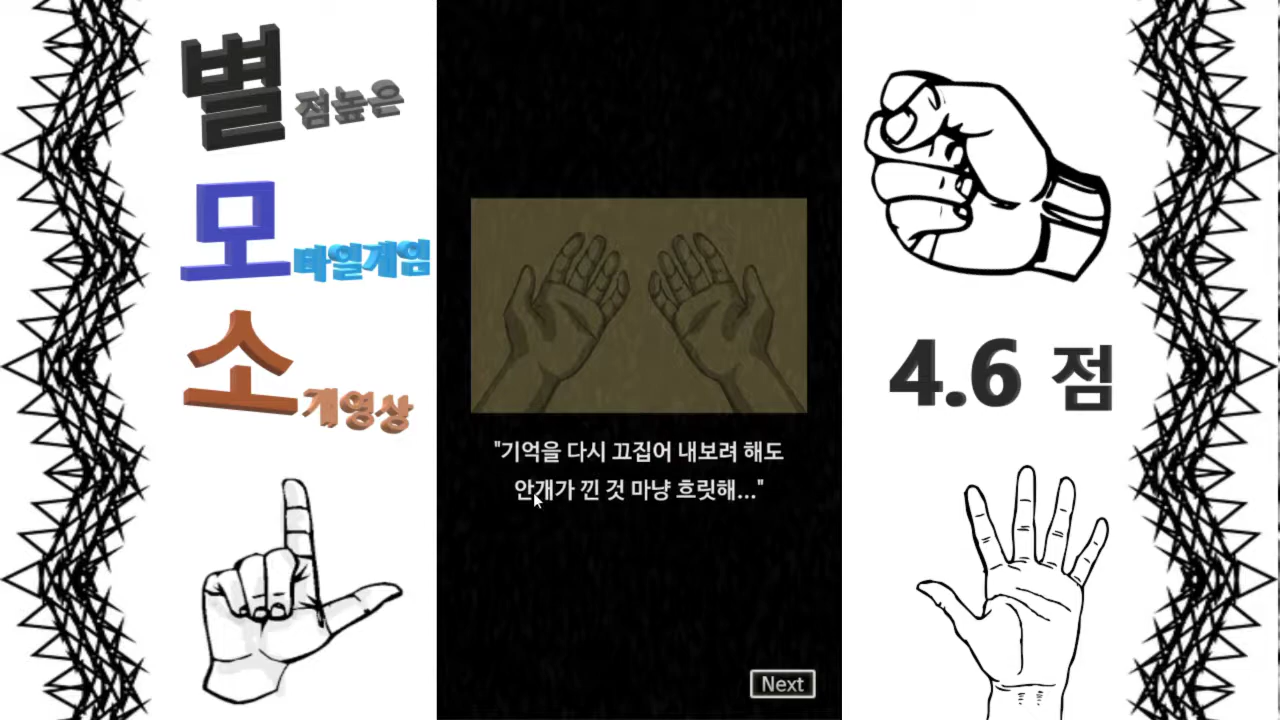 별점높은
모바일게임
소개영상
"기억을 다시 끄집어 내보려 해도
안개가 낀 것 마냥 흐릿해..."
Next
4.6 점